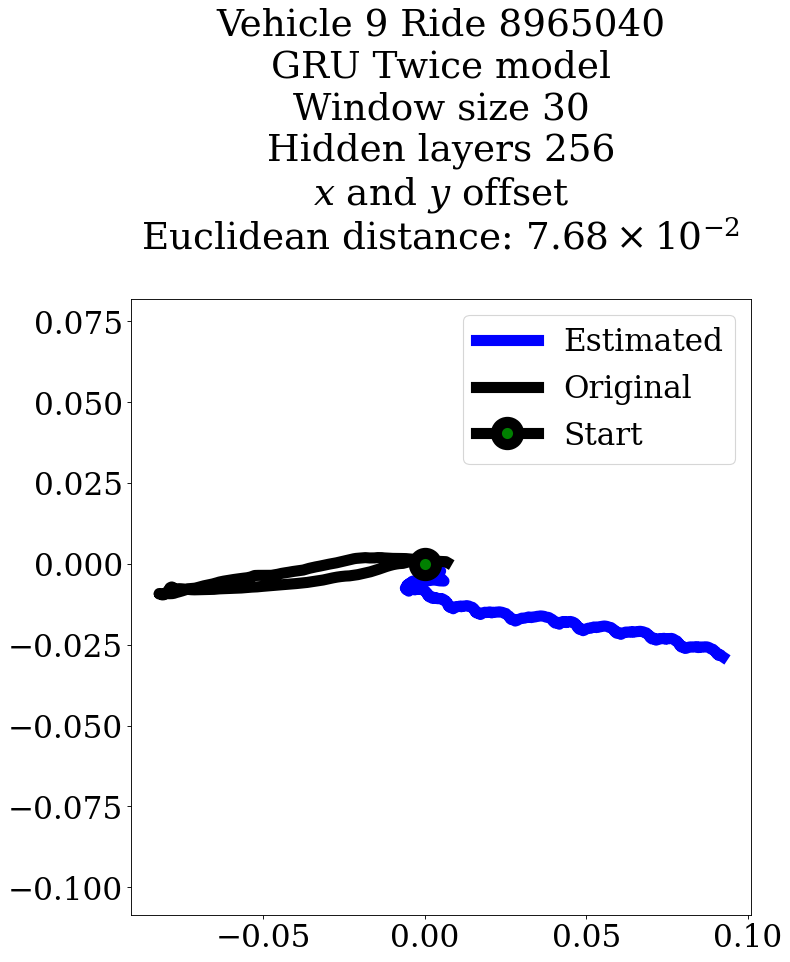 Vehicle 9 Ride 8965040
GRU Twice model
Window size 30
Hidden layers 256
x and y offset
Euclidean distance: 7.68 × 10⁻²
Estimated
Original
Start
0.075
0.050
0.025
0.000
−0.025
−0.050
−0.075
−0.100
−0.05
0.00
0.05
0.10